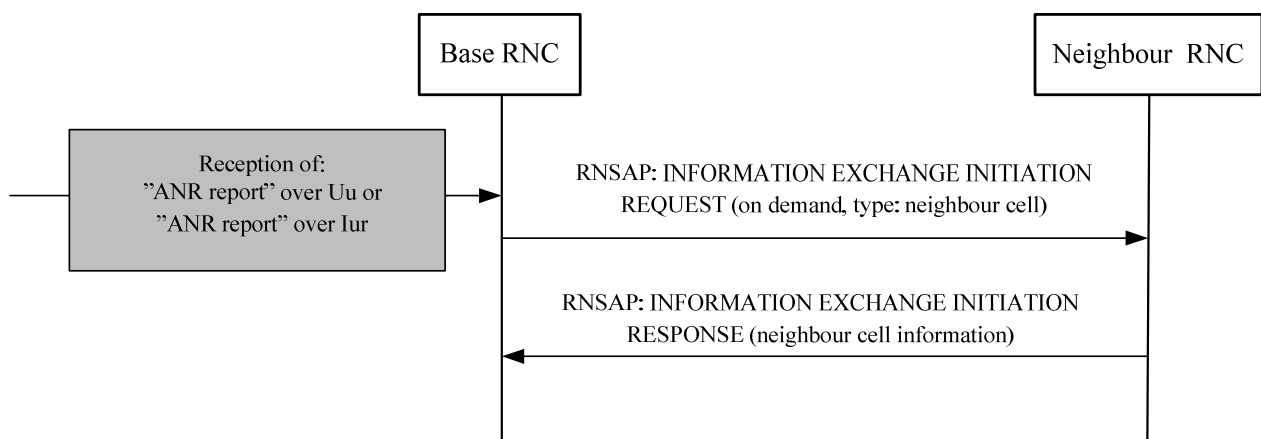 Base RNC
Neighbour RNC
Reception of:
”ANR report” over Uu or
”ANR report” over Iur
RNSAP: INFORMATION EXCHANGE INITIATION
REQUEST (on demand, type: neighbour cell)
RNSAP: INFORMATION EXCHANGE INITIATION
RESPONSE (neighbour cell information)